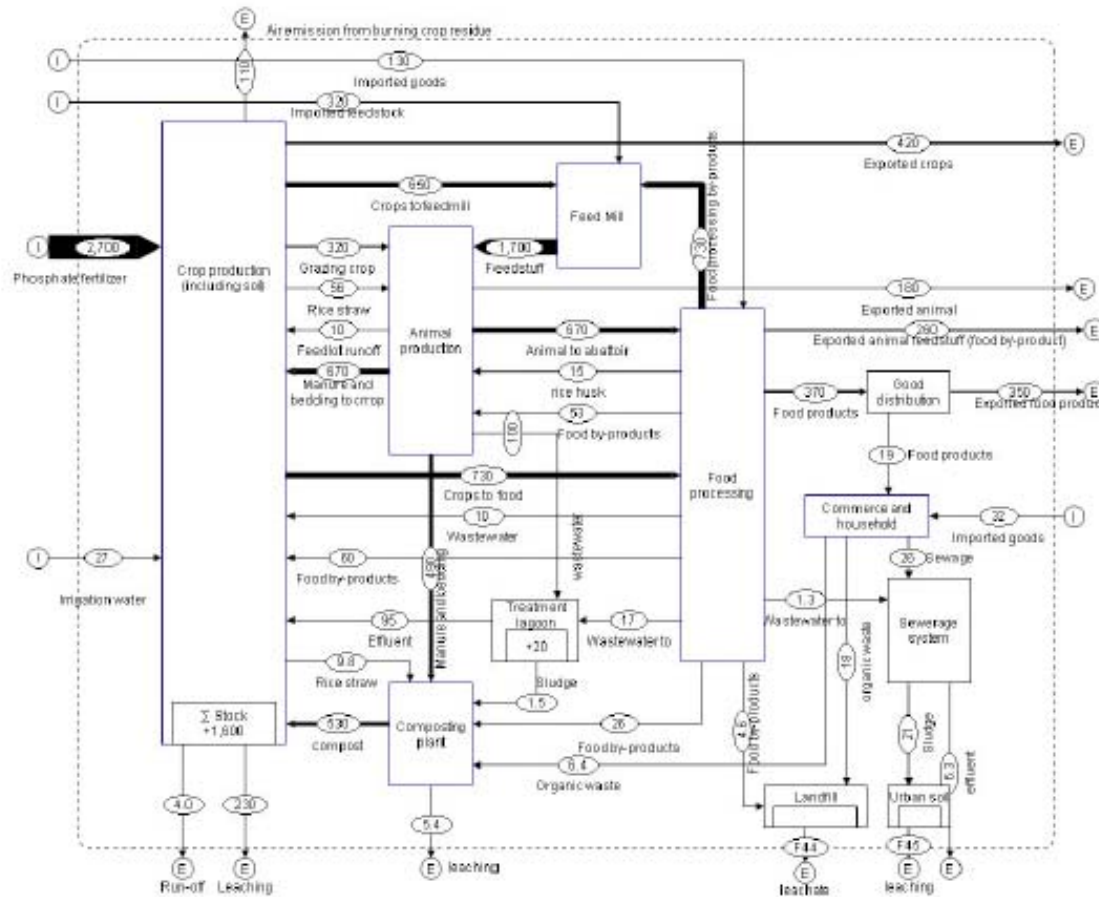 E
Air emission from burning crop residue
110
I
130
Imported goods
I
320
Imported feedstock
420
E
Exported crops
650
Crops to feedmill
Feed Mill
Food processing by-products
730
I
2,700
Phosphate fertilizer
Crop production
(including soil)
320
Grazing crop
1,700
Feedstuff
56
Rice straw
180
E
Exported animal
Animal
production
10
Feedlot runoff
670
Animal to abattoir
260
E
Exported animal feedstuff (food by-product)
670
Manure and
bedding to crrop
15
rice husk
370
Food products
Good
distribution
350
E
Exported food produc
53
Food by-products
100
wastewater
19
Food products
730
Crops to food
Food
processing
10
Wastewater
Commerce and
household
32
I
Imported goods
490
Manure and bedding
26
Sewage
I
27
Irrigation water
60
Food by-products
Treatment
lagoon
+20
1.3
Wastewater to
Sewerage
system
95
Effluent
17
Wastewater to
9.8
Rice straw
Sludge
1.5
19
organic waste
∑ Stock
+1,600
530
compost
Composting
plant
26
Food by-products
4.6
Food by-products
21
Sludge
6.3
effluent
6.4
Organic waste
Landfill
Urban soil
4.0
230
5.4
F44
F45
E
Run-off
E
Leaching
E
leaching
E
leachate
E
leaching
E